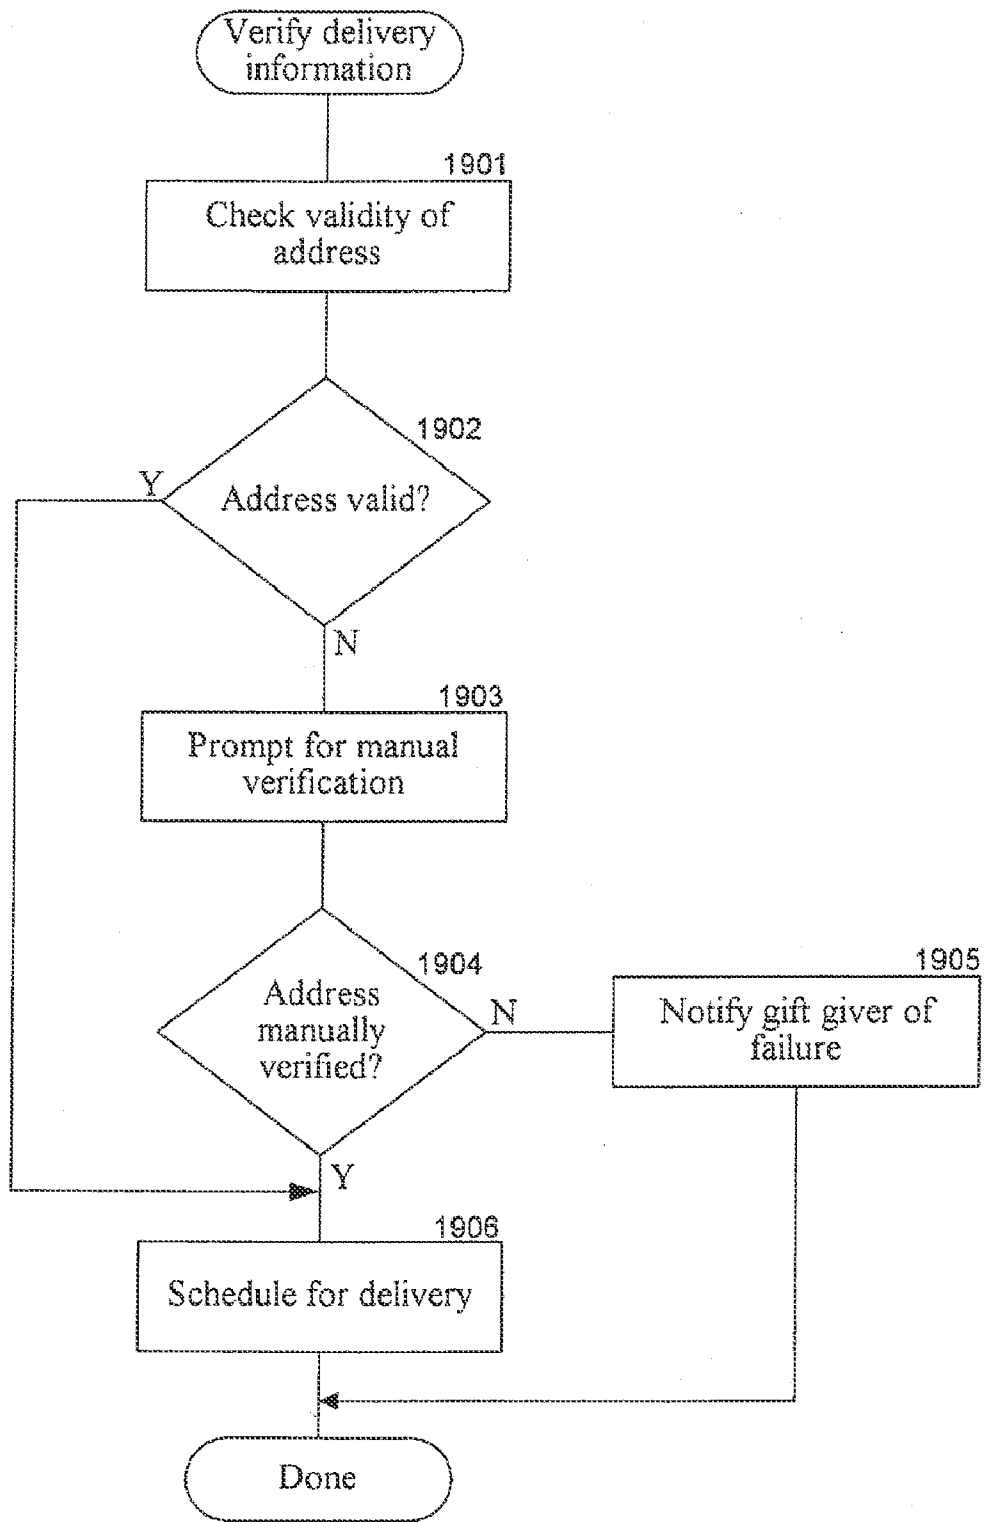 Verify delivery
information
1901
Check validity of
address
1902
Y
Address valid?
N
1903
Prompt for manual
verification
1904
Address
manually
verified?
N
1905
Notify gift giver of
failure
Y
1906
Schedule for delivery
Done